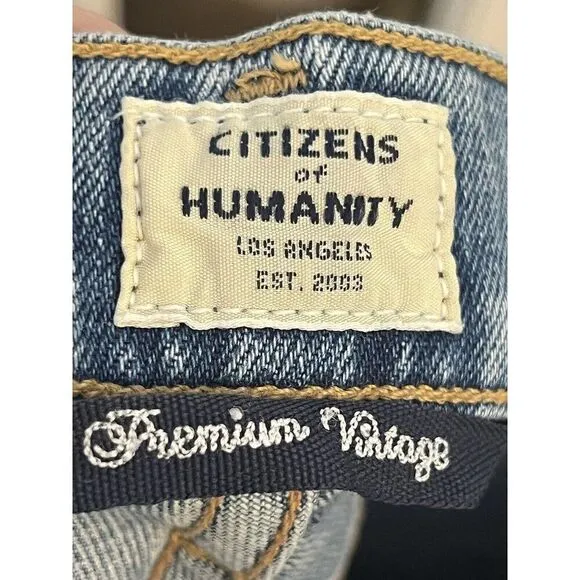 CITIZENS
of
HUMANITY
LOS ANGELES
EST. 2003
Premium Vintage